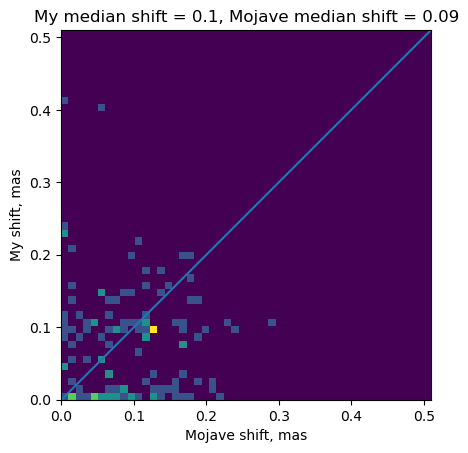 My median shift = 0.1, Mojave median shift = 0.09
0.5
0.4
0.3
0.2
0.1
0.0
My shift, mas
0.0 0.1 0.2 0.3 0.4 0.5
Mojave shift, mas